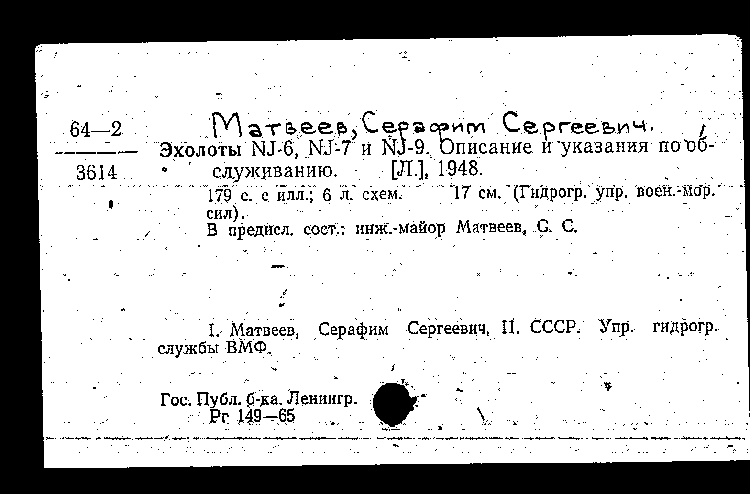 64—2
Матвеев, Серафим Сергеевич.
Эхолоты NJ-6, NJ-7 и NJ-9. Описание и указания по об-
3614
служиванию. [Л.], 1948.
179 с. с илл.; 6 л. схем. 17 см. (Гидрогр. упр. воен.-мор.
сил).
В предисл. сост.: инж.-майор Матвеев, С. С.
I. Матвеев, Серафим Сергеевич, II. СССР. Упр. гидрогр.
службы ВМФ.
Гос. Публ. б-ка. Ленингр.
Рг 149—65